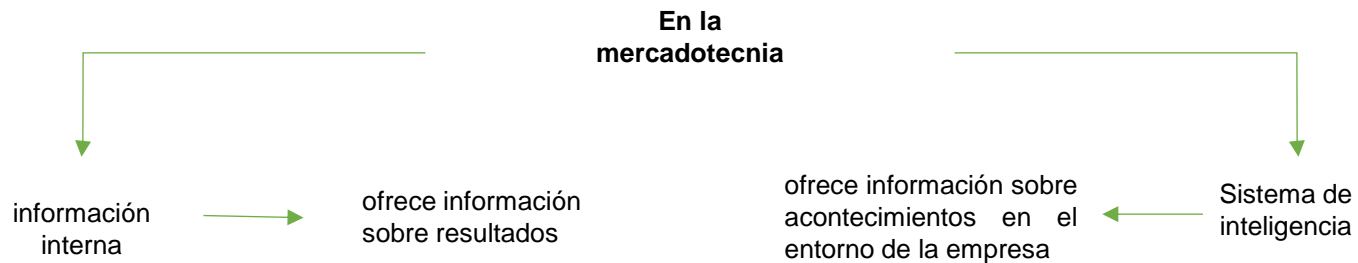 En la
mercadotecnia
información
interna
ofrece información
sobre resultados
ofrece información sobre
acontecimientos en el
entorno de la empresa
Sistema de
inteligencia